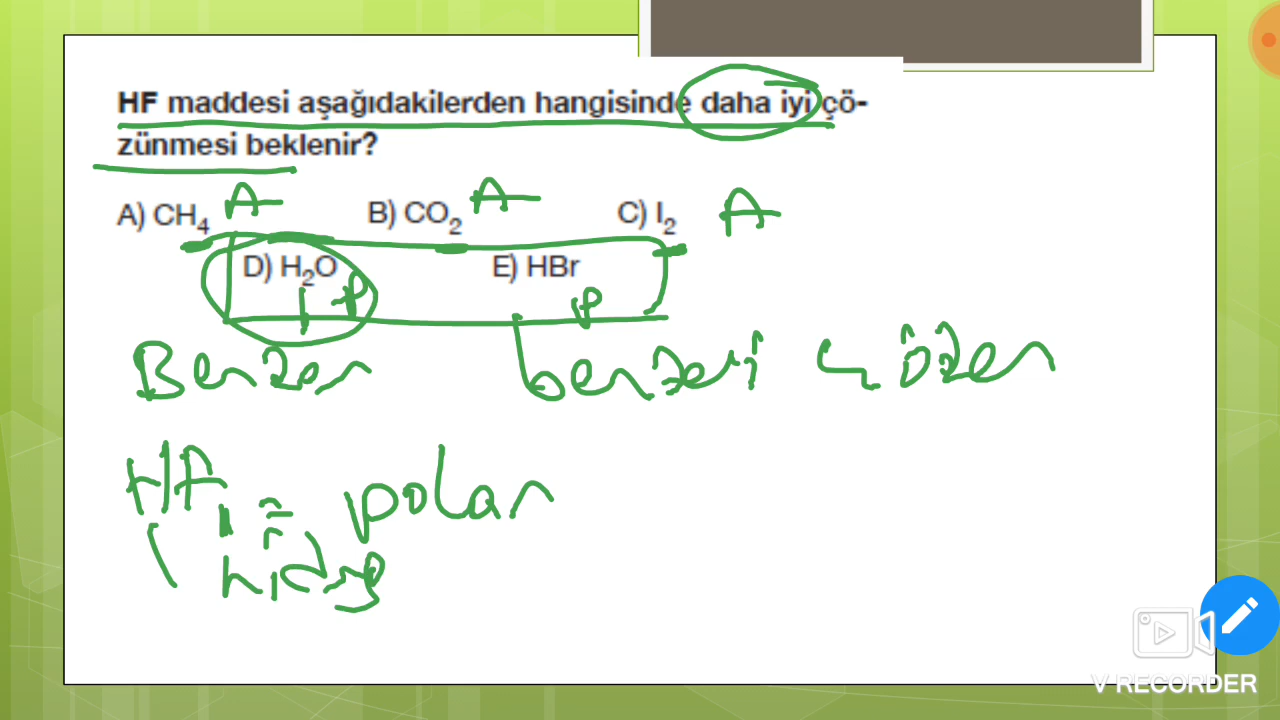 HF maddesi aşağıdakilerden hangisinde daha iyi çö-
zünmesi beklenir?
A) CH4 A B) CO2 A C) I2 A
D) H2O P E) HBr P
Benzer benzeri çözer
HF = polar
hidrg
V RECORDER